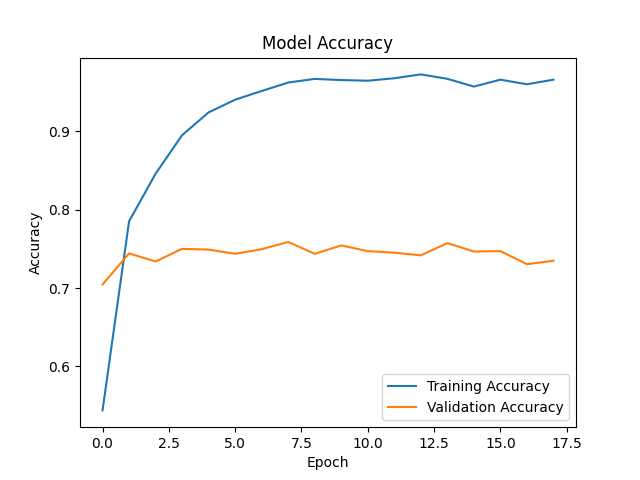 Model Accuracy
0.9
0.8
0.7
0.6
Accuracy
0.0 2.5 5.0 7.5 10.0 12.5 15.0 17.5
Epoch
Training Accuracy
Validation Accuracy